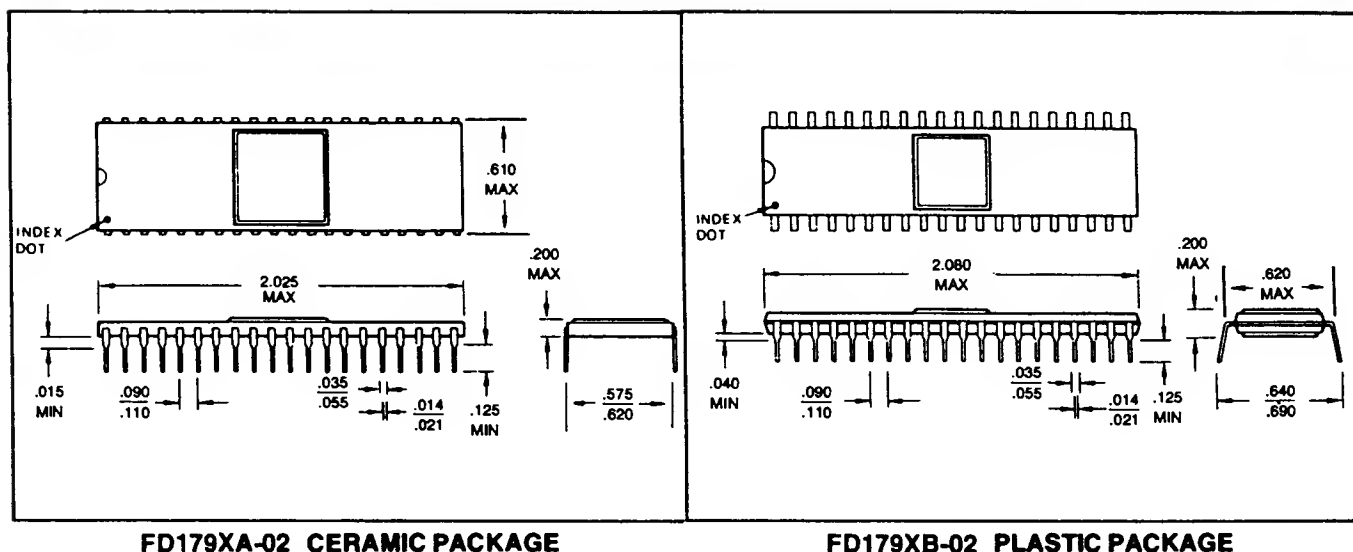 .610
MAX
INDEX
DOT
2.025
MAX
.200
MAX
.015
MIN
.090
.110
.035
.055
.014
.021
.125
MIN
.575
.620
FD179XA-02 CERAMIC PACKAGE
INDEX
DOT
2.080
MAX
.200
MAX
.620
MAX
.040
MIN
.090
.110
.035
.055
.014
.021
.125
MIN
.640
.690
FD179XB-02 PLASTIC PACKAGE